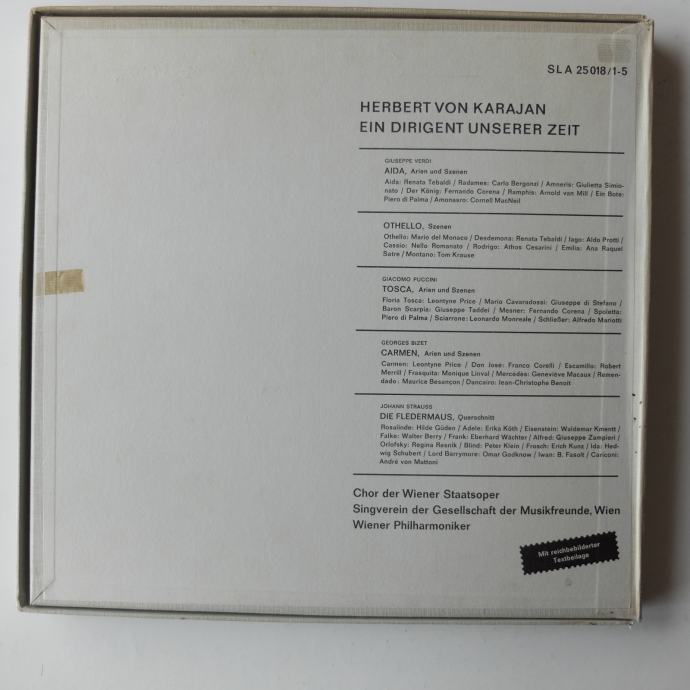 SLA 25018/1-5
HERBERT VON KARAJAN
EIN DIRIGENT UNSERER ZEIT
GIUSEPPE VERDI
AIDA, Arien und Szenen
Aida: Renata Tebaldi / Radames: Carlo Bergonzi / Amneris: Giulietta Simio-
nato / Der König: Fernando Corena / Ramphis: Arnold van Mill / Ein Bote:
Piero di Palma / Amonasro: Cornell MacNeil
OTHELLO, Szenen
Othello: Mario del Monaco / Desdemona: Renata Tebaldi / Iago: Aldo Protti /
Cassio: Nello Romanato / Rodrigo: Athos Cesarini / Emilia: Ana Raquel
Satre / Montano: Tom Krause
GIACOMO PUCCINI
TOSCA, Arien und Szenen
Floria Tosca: Leontyne Price / Mario Cavaradossi: Giuseppe di Stefano /
Baron Scarpia: Giuseppe Taddei / Mesner: Fernando Corena / Spoletta:
Piero di Palma / Sciarrone: Leonardo Monreale / Schließer: Alfredo Mariotti
GEORGES BIZET
CARMEN, Arien und Szenen
Carmen: Leontyne Price / Don José: Franco Corelli / Escamillo: Robert
Merrill / Frasquita: Monique Linval / Mercédès: Geneviève Macaux / Remen-
dado: Maurice Besançon / Dancairo: Jean-Christophe Benoit
JOHANN STRAUSS
DIE FLEDERMAUS, Querschnitt
Rosalinde: Hilde Güden / Adele: Erika Köth / Eisenstein: Waldemar Kmentt /
Falke: Walter Berry / Frank: Eberhard Wächter / Alfred: Giuseppe Zampieri /
Orlofsky: Regina Resnik / Blind: Peter Klein / Frosch: Erich Kunz / Ida: Hed-
wig Schubert / Lord Barrymore: Omar Godknow / Iwan: B. Fasolt / Cariconi:
André von Mattoni
Chor der Wiener Staatsoper
Singverein der Gesellschaft der Musikfreunde, Wien
Wiener Philharmoniker
Mit reichbebilderter
Textbeilage